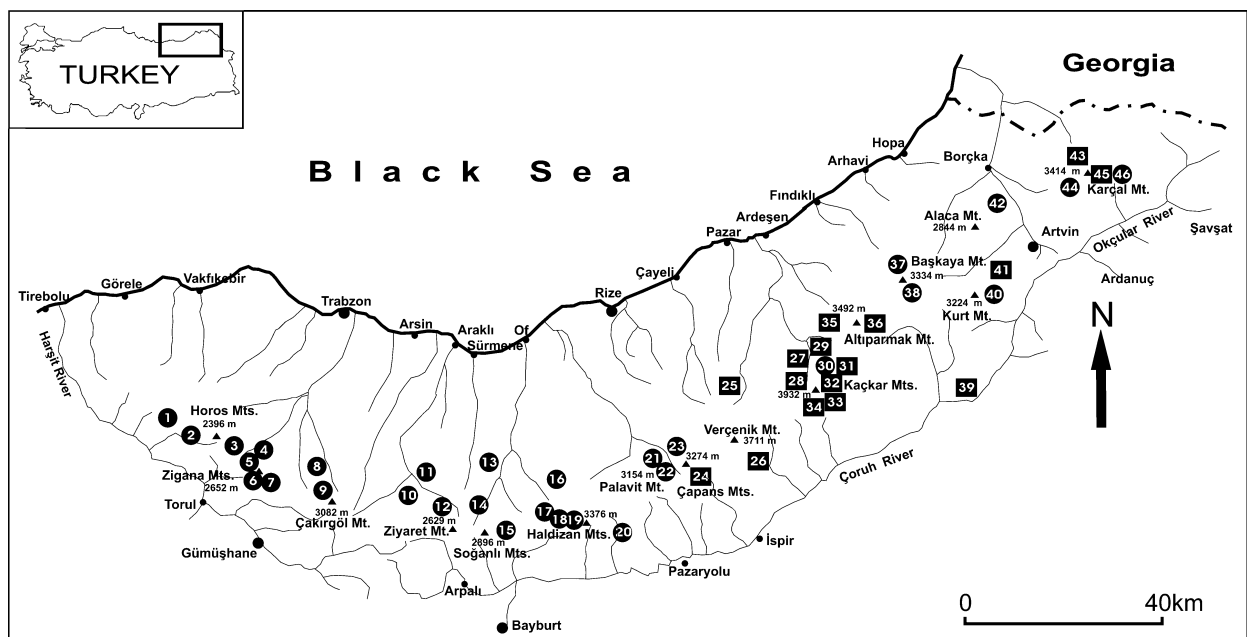 TURKEY
Georgia
Black Sea
Hopa
Borçka
Arhavi
43
3414 m
45
46
44
Karçal Mt.
Fındıklı
42
Alaca Mt.
2844 m
Ardeşen
Pazar
Artvin
Okçular River
Şavşat
Çayeli
37
Başkaya Mt.
3334 m
41
Ardanuç
Vakfıkebir
Görele
Tirebolu
Rize
38
40
3224 m
Kurt Mt.
Trabzon
Arsin
Araklı
Of
Sürmene
3492 m
35
36
Altıparmak Mt.
N
Harşit River
29
27
30
31
25
28
32
Kaçkar Mts.
3932 m
33
34
39
Horos Mts.
2396 m
1
2
3
4
5
Zigana Mts.
6
7
2652 m
8
9
3082 m
Çakırgöl Mt.
Torul
Gümüşhane
10
11
12
2629 m
Ziyaret Mt.
13
14
15
2896 m
Soğanlı Mts.
16
17
18
19
3376 m
Haldizan Mts.
20
Verçenik Mt.
3711 m
26
23
21
22
3154 m
3274 m
24
Palavit Mt.
Çapans Mts.
Çoruh River
İspir
Pazaryolu
Arpalı
Bayburt
0
40km